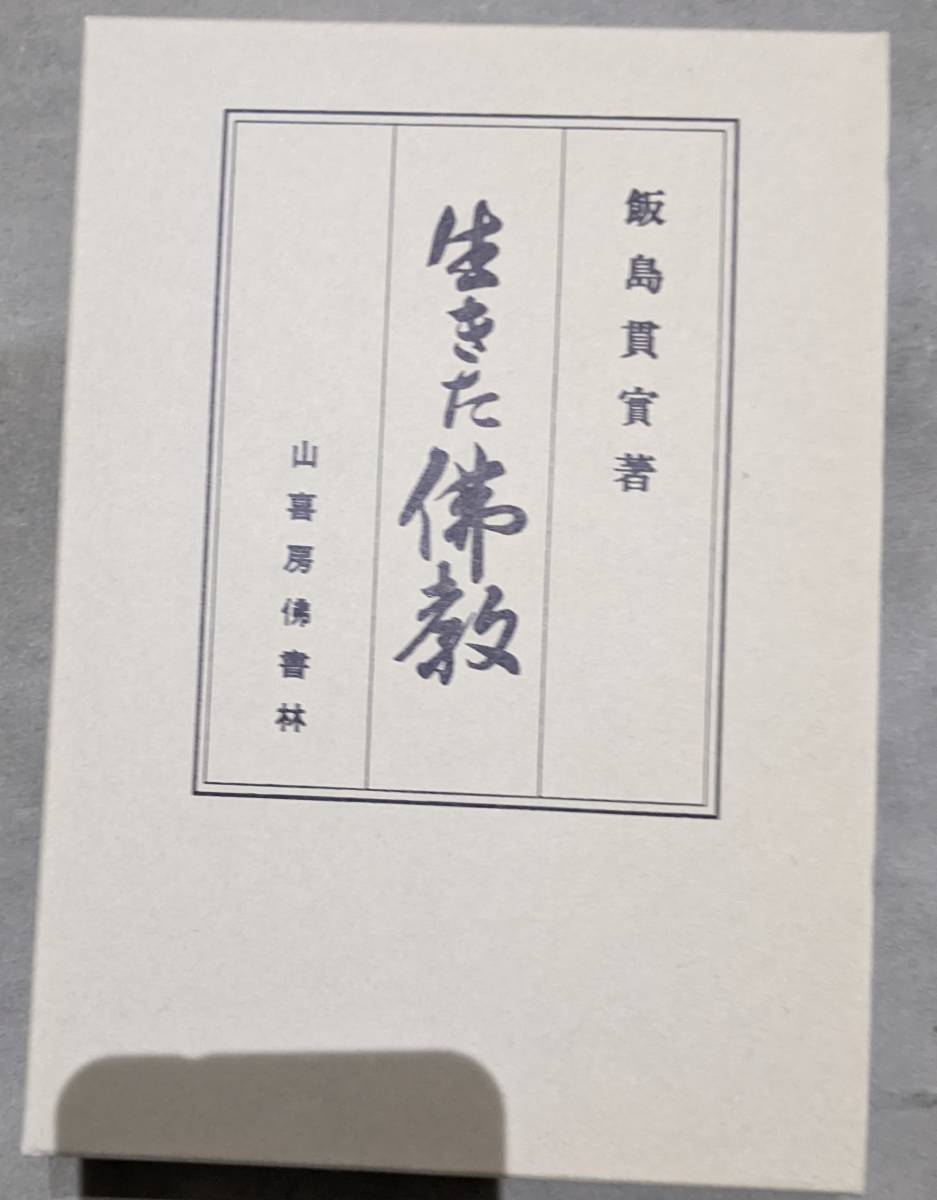 飯島貫實著
生きた佛教
山喜房佛書林